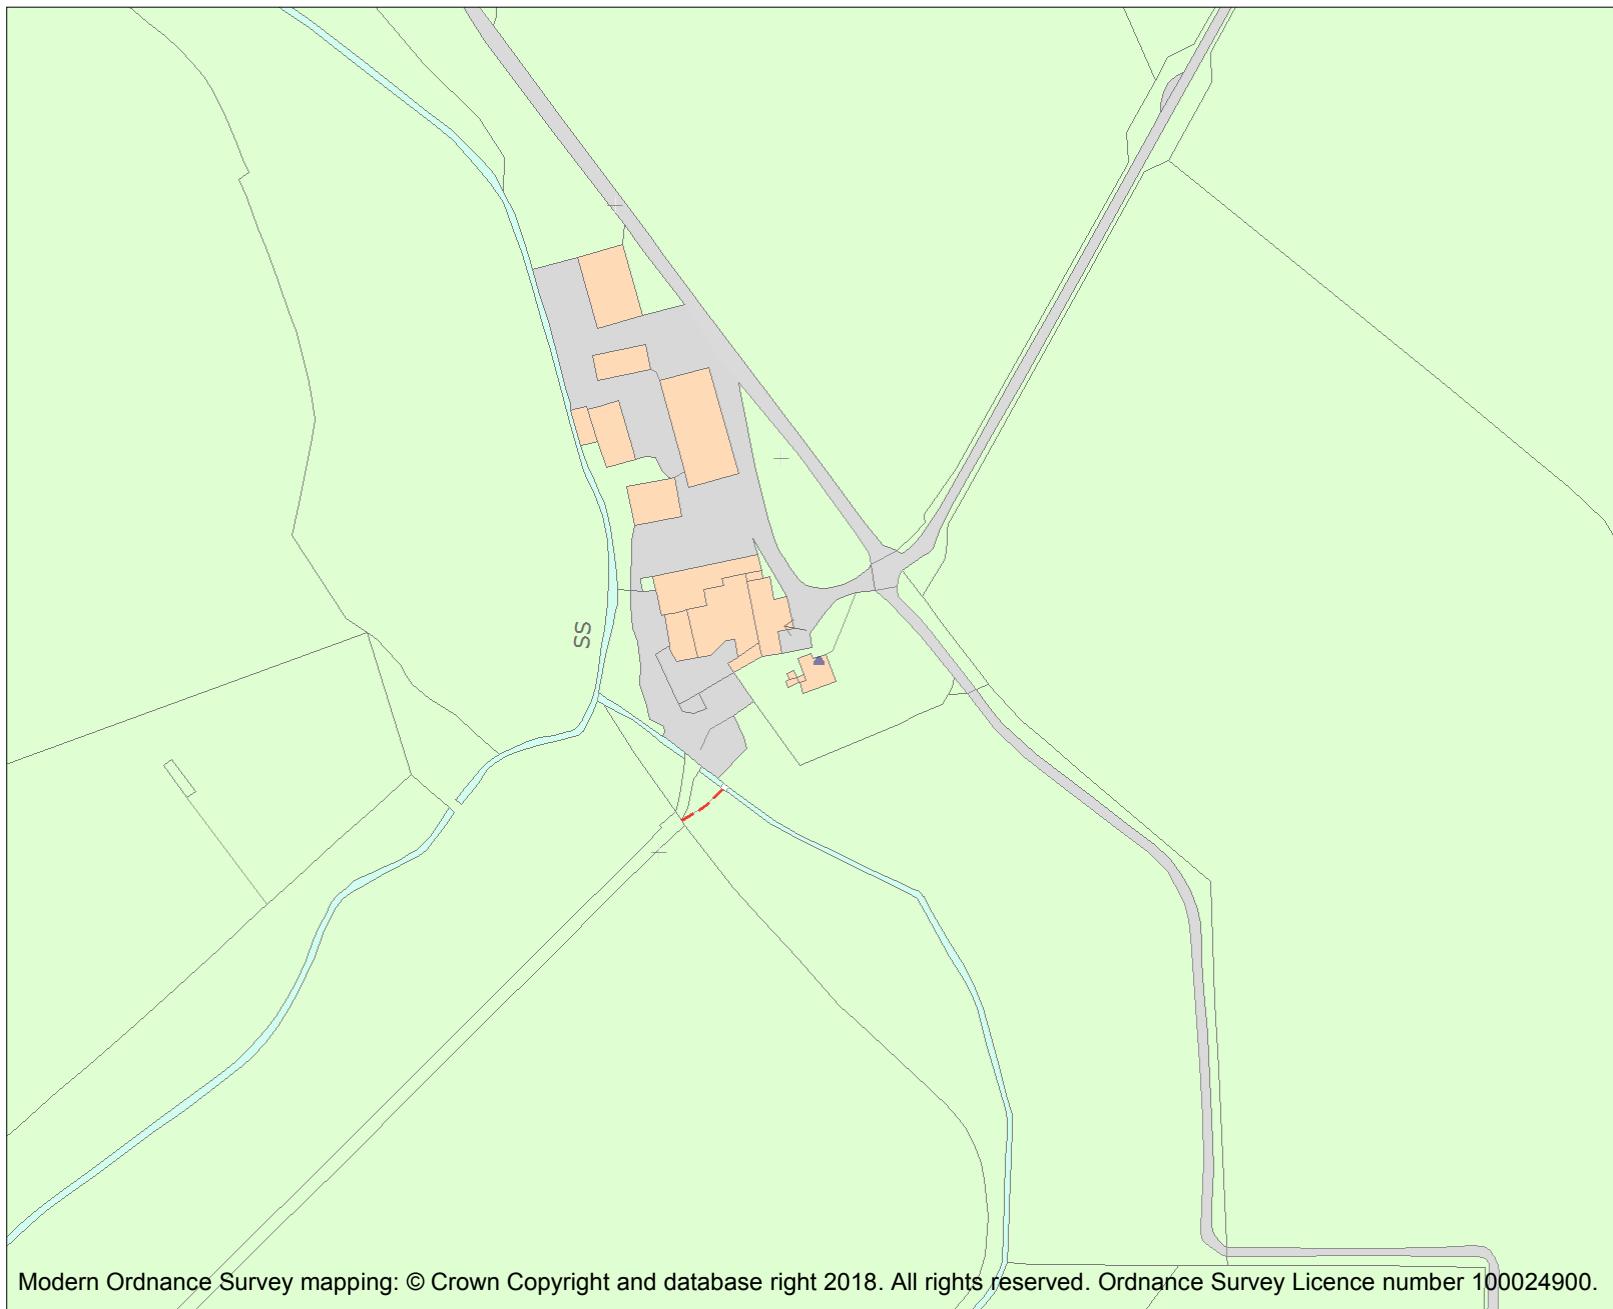 SS
Modern Ordnance Survey mapping: © Crown Copyright and database right 2018. All rights reserved. Ordnance Survey Licence number 100024900.